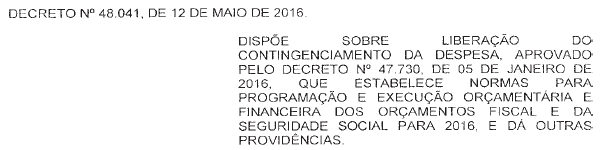 DECRETO Nº 48.041, DE 12 DE MAIO DE 2016.
DISPÕE SOBRE LIBERAÇÃO DO
CONTINGENCIAMENTO DA DESPESA, APROVADO
PELO DECRETO Nº 47.730, DE 05 DE JANEIRO DE
2016, QUE ESTABELECE NORMAS PARA
PROGRAMAÇÃO E EXECUÇÃO ORÇAMENTÁRIA E
FINANCEIRA DOS ORÇAMENTOS FISCAL E DA
SEGURIDADE SOCIAL PARA 2016, E DÁ OUTRAS
PROVIDÊNCIAS.